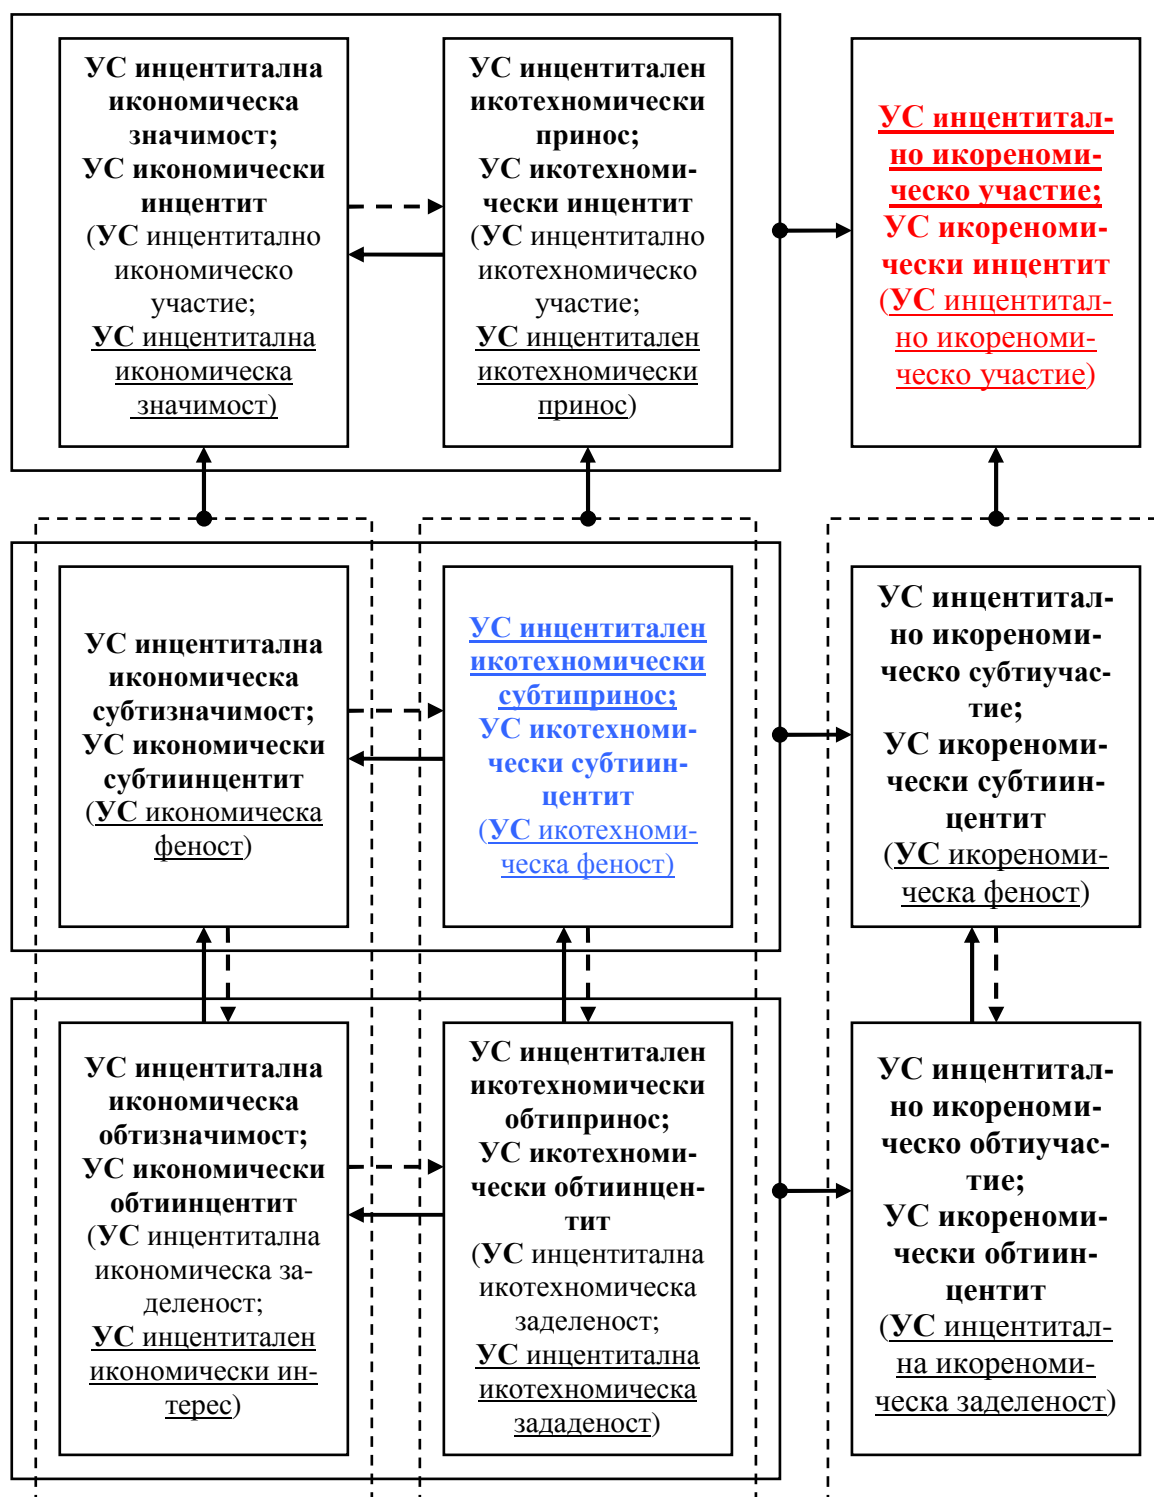 УС инцентитална
икономическа
значимост;
УС икономически
инцентит
(УС инцентитално
икономическо
участие;
УС инцентитална
икономическа
значимост)
УС инцентитален
икотехномически
принос;
УС икотехноми-
чески инцентит
(УС инцентитално
икотехномическо
участие;
УС инцентитален
икотехномически
принос)
УС инцентитал-
но икореноми-
ческо участие;
УС икореноми-
чески инцентит
(УС инцентитал-
но икореноми-
ческо участие)
УС инцентитална
икономическа
субтизначимост;
УС икономически
субтиинцентит
(УС икономическа
феност)
УС инцентитален
икотехномически
субтипринос;
УС икотехноми-
чески субтиин-
центит
(УС икотехноми-
ческа феност)
УС инцентитал-
но икореноми-
ческо субтиучас-
тие;
УС икореноми-
чески субтиин-
центит
(УС икореноми-
ческа феност)
УС инцентитална
икономическа
обтизначимост;
УС икономически
обтиинцентит
(УС инцентитална
икономическа за-
деленост;
УС инцентитален
икономически ин-
терес)
УС инцентитален
икотехномически
обтипринос;
УС икотехноми-
чески обтиинцен-
тит
(УС инцентитална
икотехномическа
заделеност;
УС инцентитална
икотехномическа
зададеност)
УС инцентитал-
но икореноми-
ческо обтиучас-
тие;
УС икореноми-
чески обтиин-
центит
(УС инцентитал-
на икореноми-
ческа заделеност)